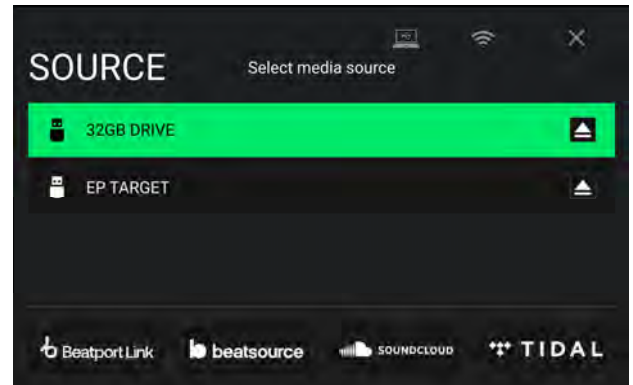 SOURCE
Select media source
32GB DRIVE
EP TARGET
Beatport Link beatsource SOUNDCLOUD TIDAL